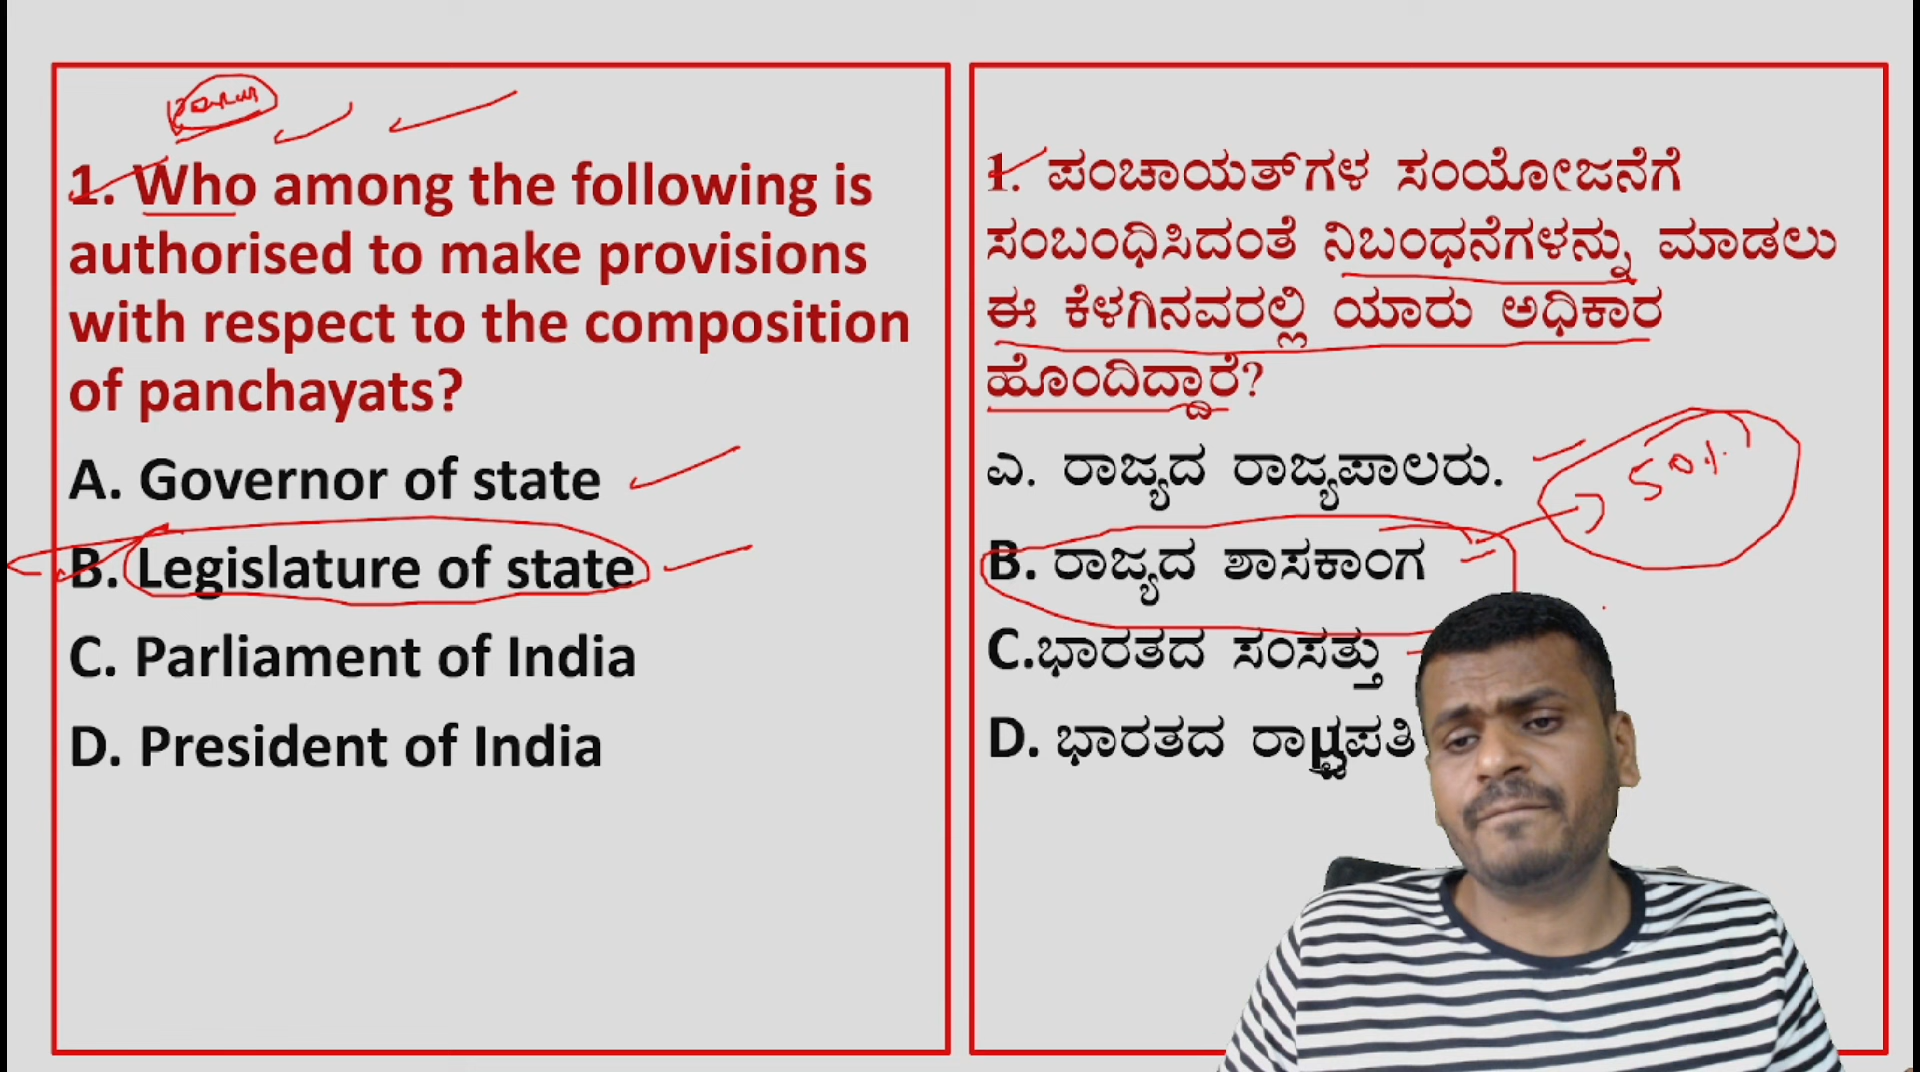 1. Who among the following is
authorised to make provisions
with respect to the composition
of panchayats?
A. Governor of state
B. Legislature of state
C. Parliament of India
D. President of India
1. ಪಂಚಾಯತ್‌ಗಳ ಸಂಯೋಜನೆಗೆ
ಸಂಬಂಧಿಸಿದಂತೆ ನಿಬಂಧನೆಗಳನ್ನು ಮಾಡಲು
ಈ ಕೆಳಗಿನವರಲ್ಲಿ ಯಾರು ಅಧಿಕಾರ
ಹೊಂದಿದ್ದಾರೆ?
ಎ. ರಾಜ್ಯದ ರಾಜ್ಯಪಾಲರು.
50%
B. ರಾಜ್ಯದ ಶಾಸಕಾಂಗ
C.ಭಾರತದ ಸಂಸತ್ತು
D. ಭಾರತದ ರಾಷ್ಟ್ರಪತಿ